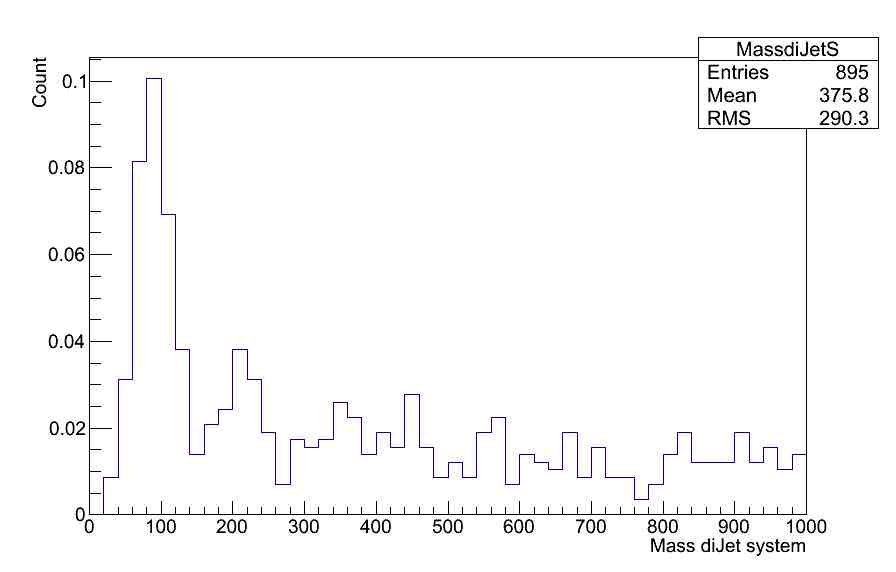 MassdiJetS
Entries 895
Mean 375.8
RMS 290.3
Count
0.1
0.08
0.06
0.04
0.02
0
0 100 200 300 400 500 600 700 800 900 1000
Mass diJet system